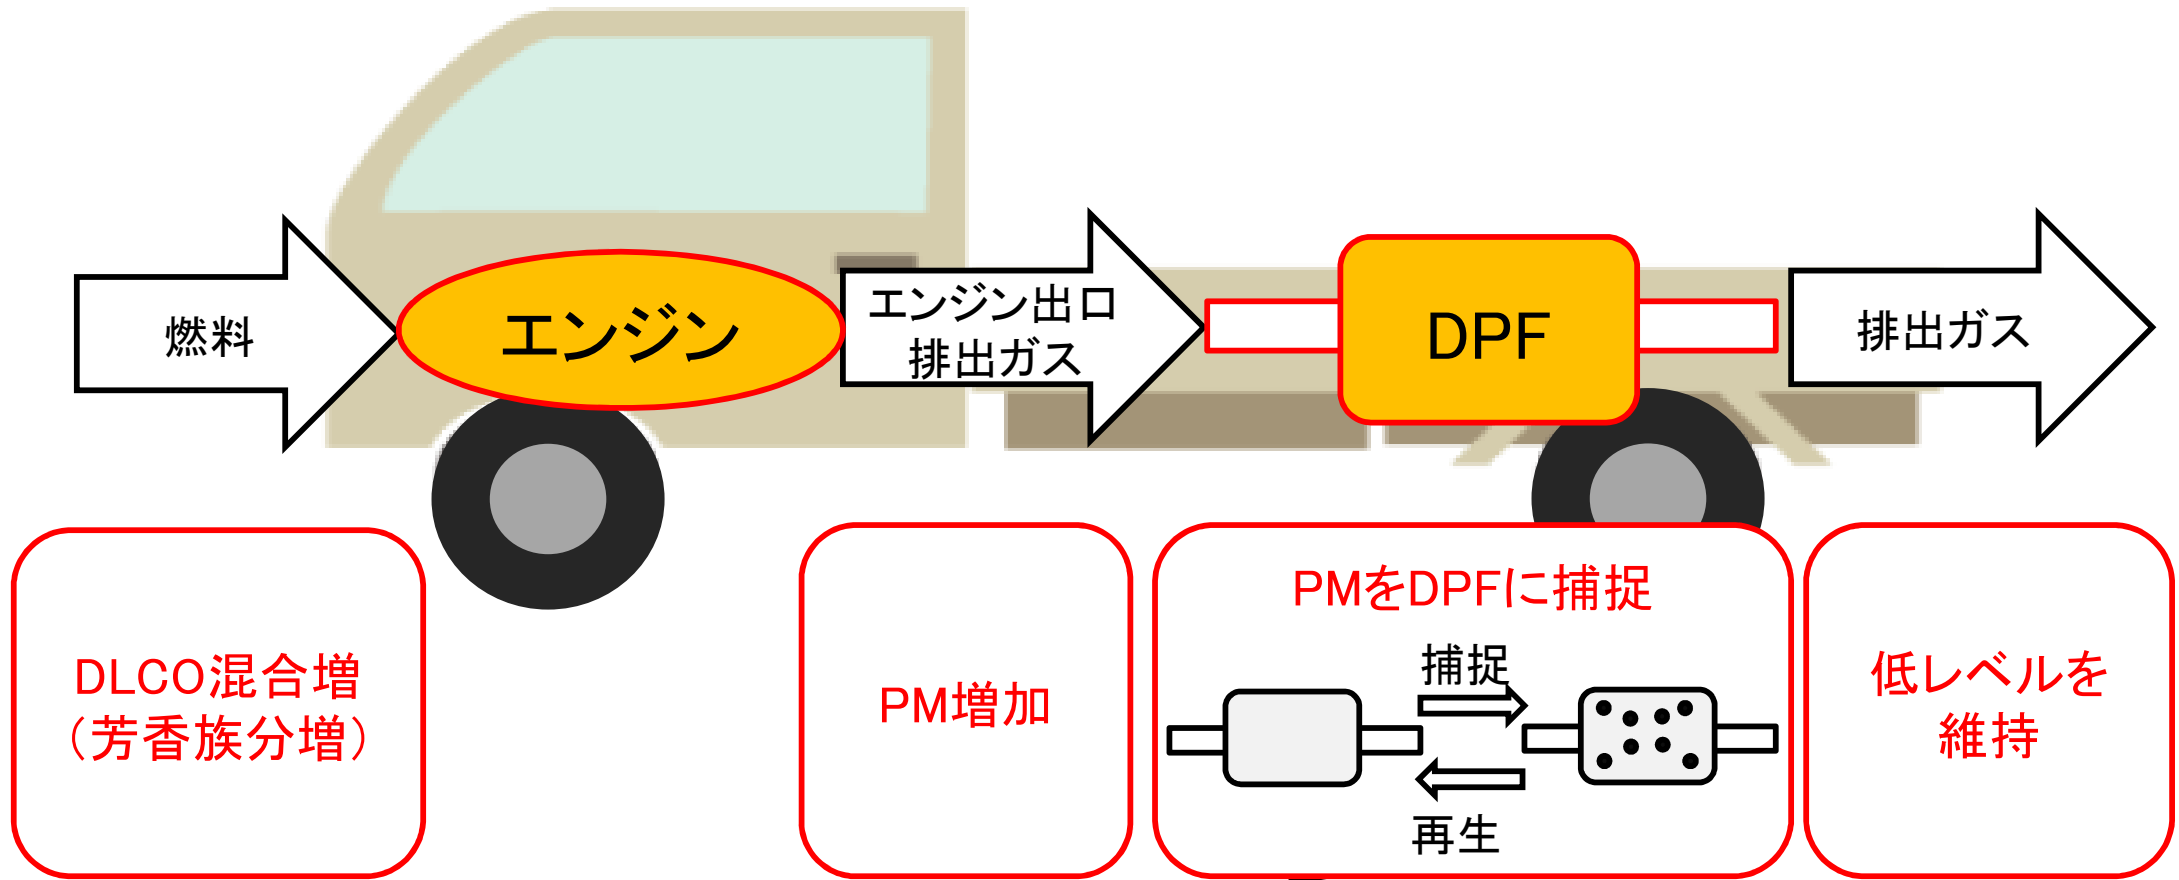 燃料
エンジン
エンジン出口
排出ガス
DPF
排出ガス
DLCO混合増
（芳香族分増）
PM増加
PMをDPFに捕捉
捕捉
再生
低レベルを
維持